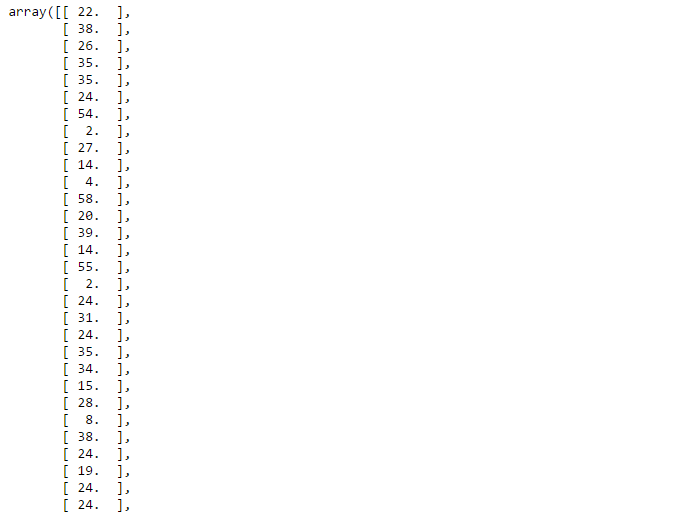 array([[ 22.  ],
       [ 38.  ],
       [ 26.  ],
       [ 35.  ],
       [ 35.  ],
       [ 24.  ],
       [ 54.  ],
       [  2.  ],
       [ 27.  ],
       [ 14.  ],
       [  4.  ],
       [ 58.  ],
       [ 20.  ],
       [ 39.  ],
       [ 14.  ],
       [ 55.  ],
       [  2.  ],
       [ 24.  ],
       [ 31.  ],
       [ 24.  ],
       [ 35.  ],
       [ 34.  ],
       [ 15.  ],
       [ 28.  ],
       [  8.  ],
       [ 38.  ],
       [ 24.  ],
       [ 19.  ],
       [ 24.  ],
       [ 24.  ],